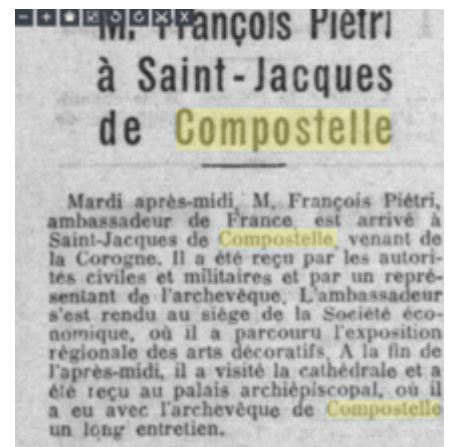 M. François Piétri
à Saint-Jacques
de Compostelle
Mardi après-midi, M. François Piétri,
ambassadeur de France, est arrivé à
Saint-Jacques de Compostelle, venant de
la Corogne. Il a été reçu par les autori-
tés civiles et militaires et par un repré-
sentant de l'archevêque. L'ambassadeur
s'est rendu au siège de la Société éco-
nomique, où il a parcouru l'exposition
régionale des arts décoratifs. A la fin de
l'après-midi, il a visité la cathédrale et a
été reçu au palais archiépiscopal, où il
a eu avec l'archevêque de Compostelle
un long entretien.